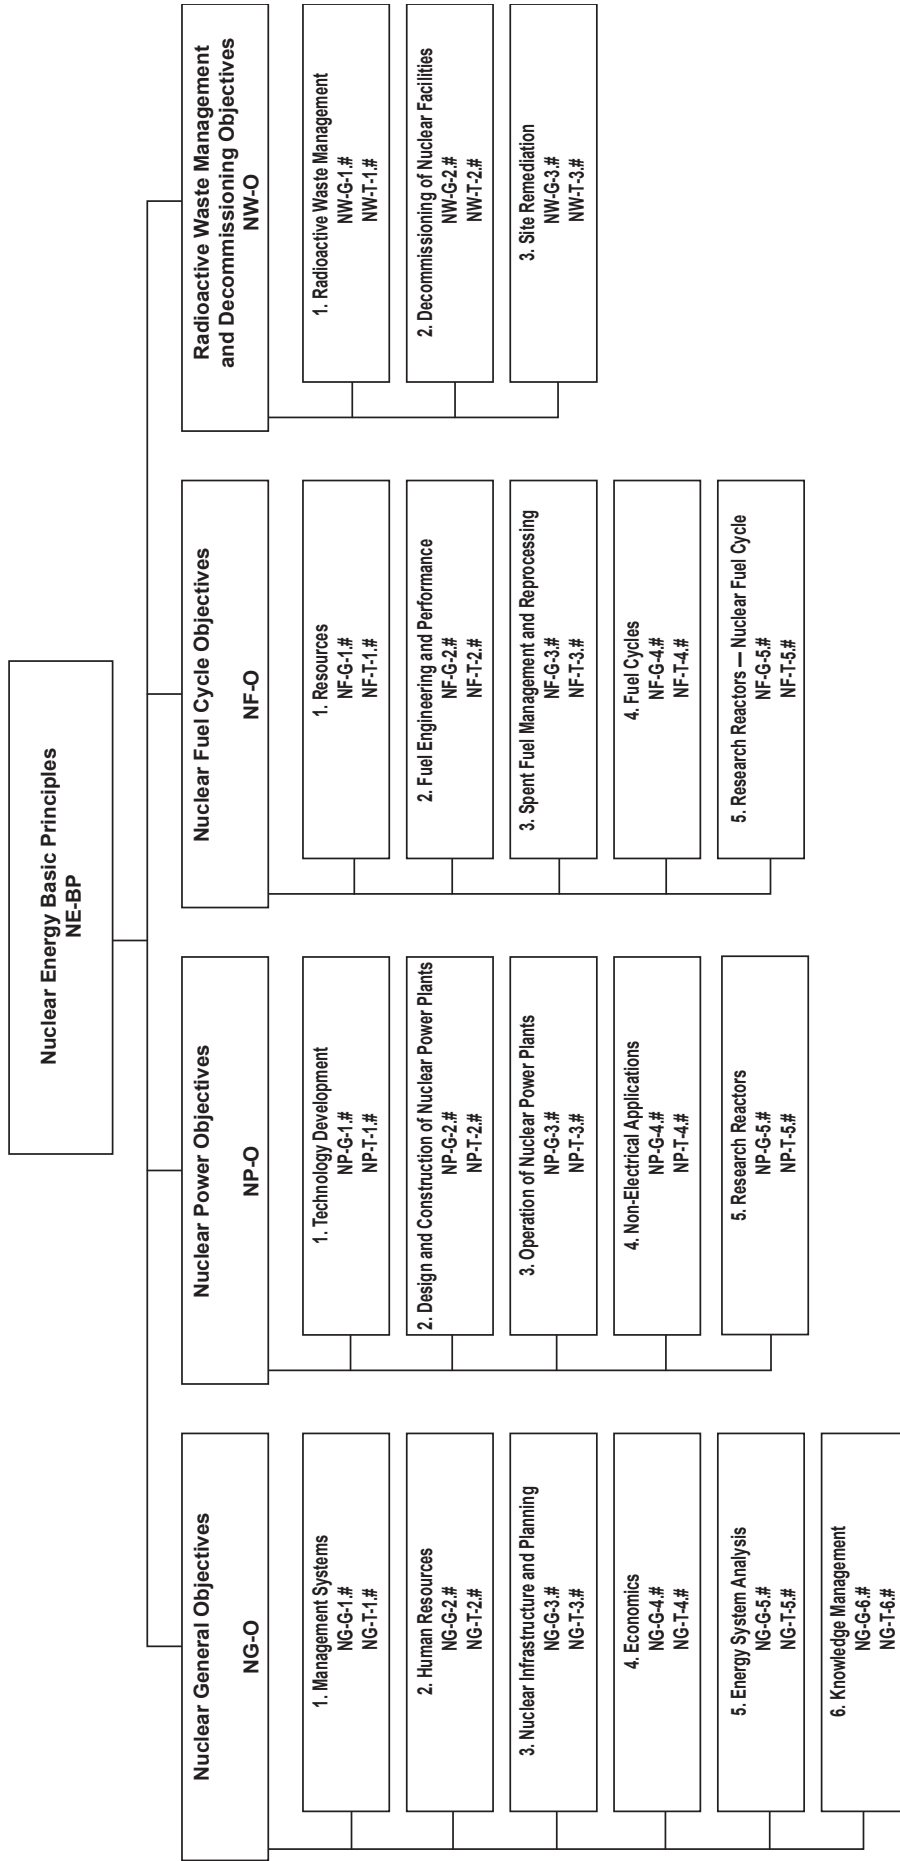 Nuclear Energy Basic Principles
NE-BP
Nuclear General Objectives
NG-O
1. Management Systems
NG-G-1.#
NG-T-1.#
2. Human Resources
NG-G-2.#
NG-T-2.#
3. Nuclear Infrastructure and Planning
NG-G-3.#
NG-T-3.#
4. Economics
NG-G-4.#
NG-T-4.#
5. Energy System Analysis
NG-G-5.#
NG-T-5.#
6. Knowledge Management
NG-G-6.#
NG-T-6.#
Nuclear Power Objectives
NP-O
1. Technology Development
NP-G-1.#
NP-T-1.#
2. Design and Construction of Nuclear Power Plants
NP-G-2.#
NP-T-2.#
3. Operation of Nuclear Power Plants
NP-G-3.#
NP-T-3.#
4. Non-Electrical Applications
NP-G-4.#
NP-T-4.#
5. Research Reactors
NP-G-5.#
NP-T-5.#
Nuclear Fuel Cycle Objectives
NF-O
1. Resources
NF-G-1.#
NF-T-1.#
2. Fuel Engineering and Performance
NF-G-2.#
NF-T-2.#
3. Spent Fuel Management and Reprocessing
NF-G-3.#
NF-T-3.#
4. Fuel Cycles
NF-G-4.#
NF-T-4.#
5. Research Reactors — Nuclear Fuel Cycle
NF-G-5.#
NF-T-5.#
Radioactive Waste Management
and Decommissioning Objectives
NW-O
1. Radioactive Waste Management
NW-G-1.#
NW-T-1.#
2. Decommissioning of Nuclear Facilities
NW-G-2.#
NW-T-2.#
3. Site Remediation
NW-G-3.#
NW-T-3.#